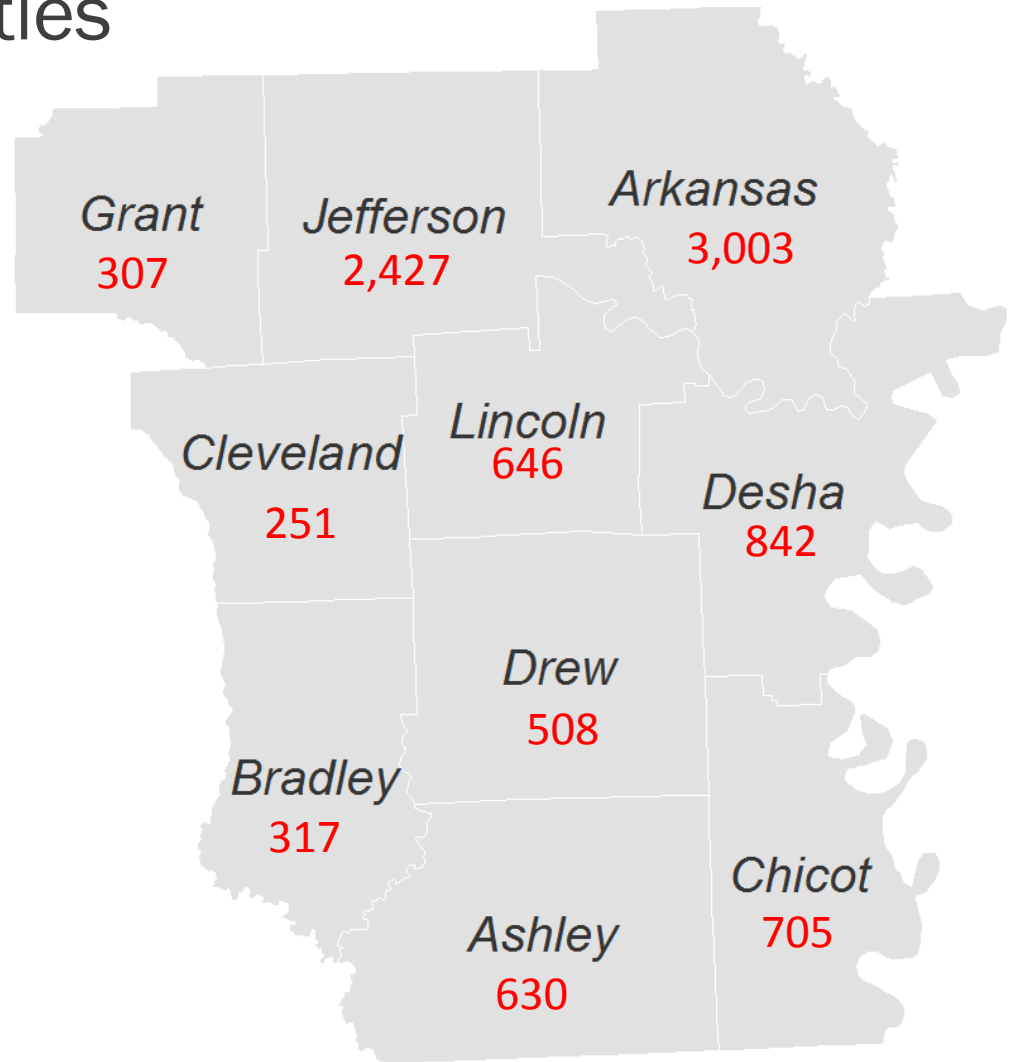 ties
Arkansas
3,003
Grant
307
Jefferson
2,427
Lincoln
646
Cleveland
251
Desha
842
Drew
508
Bradley
317
Chicot
705
Ashley
630